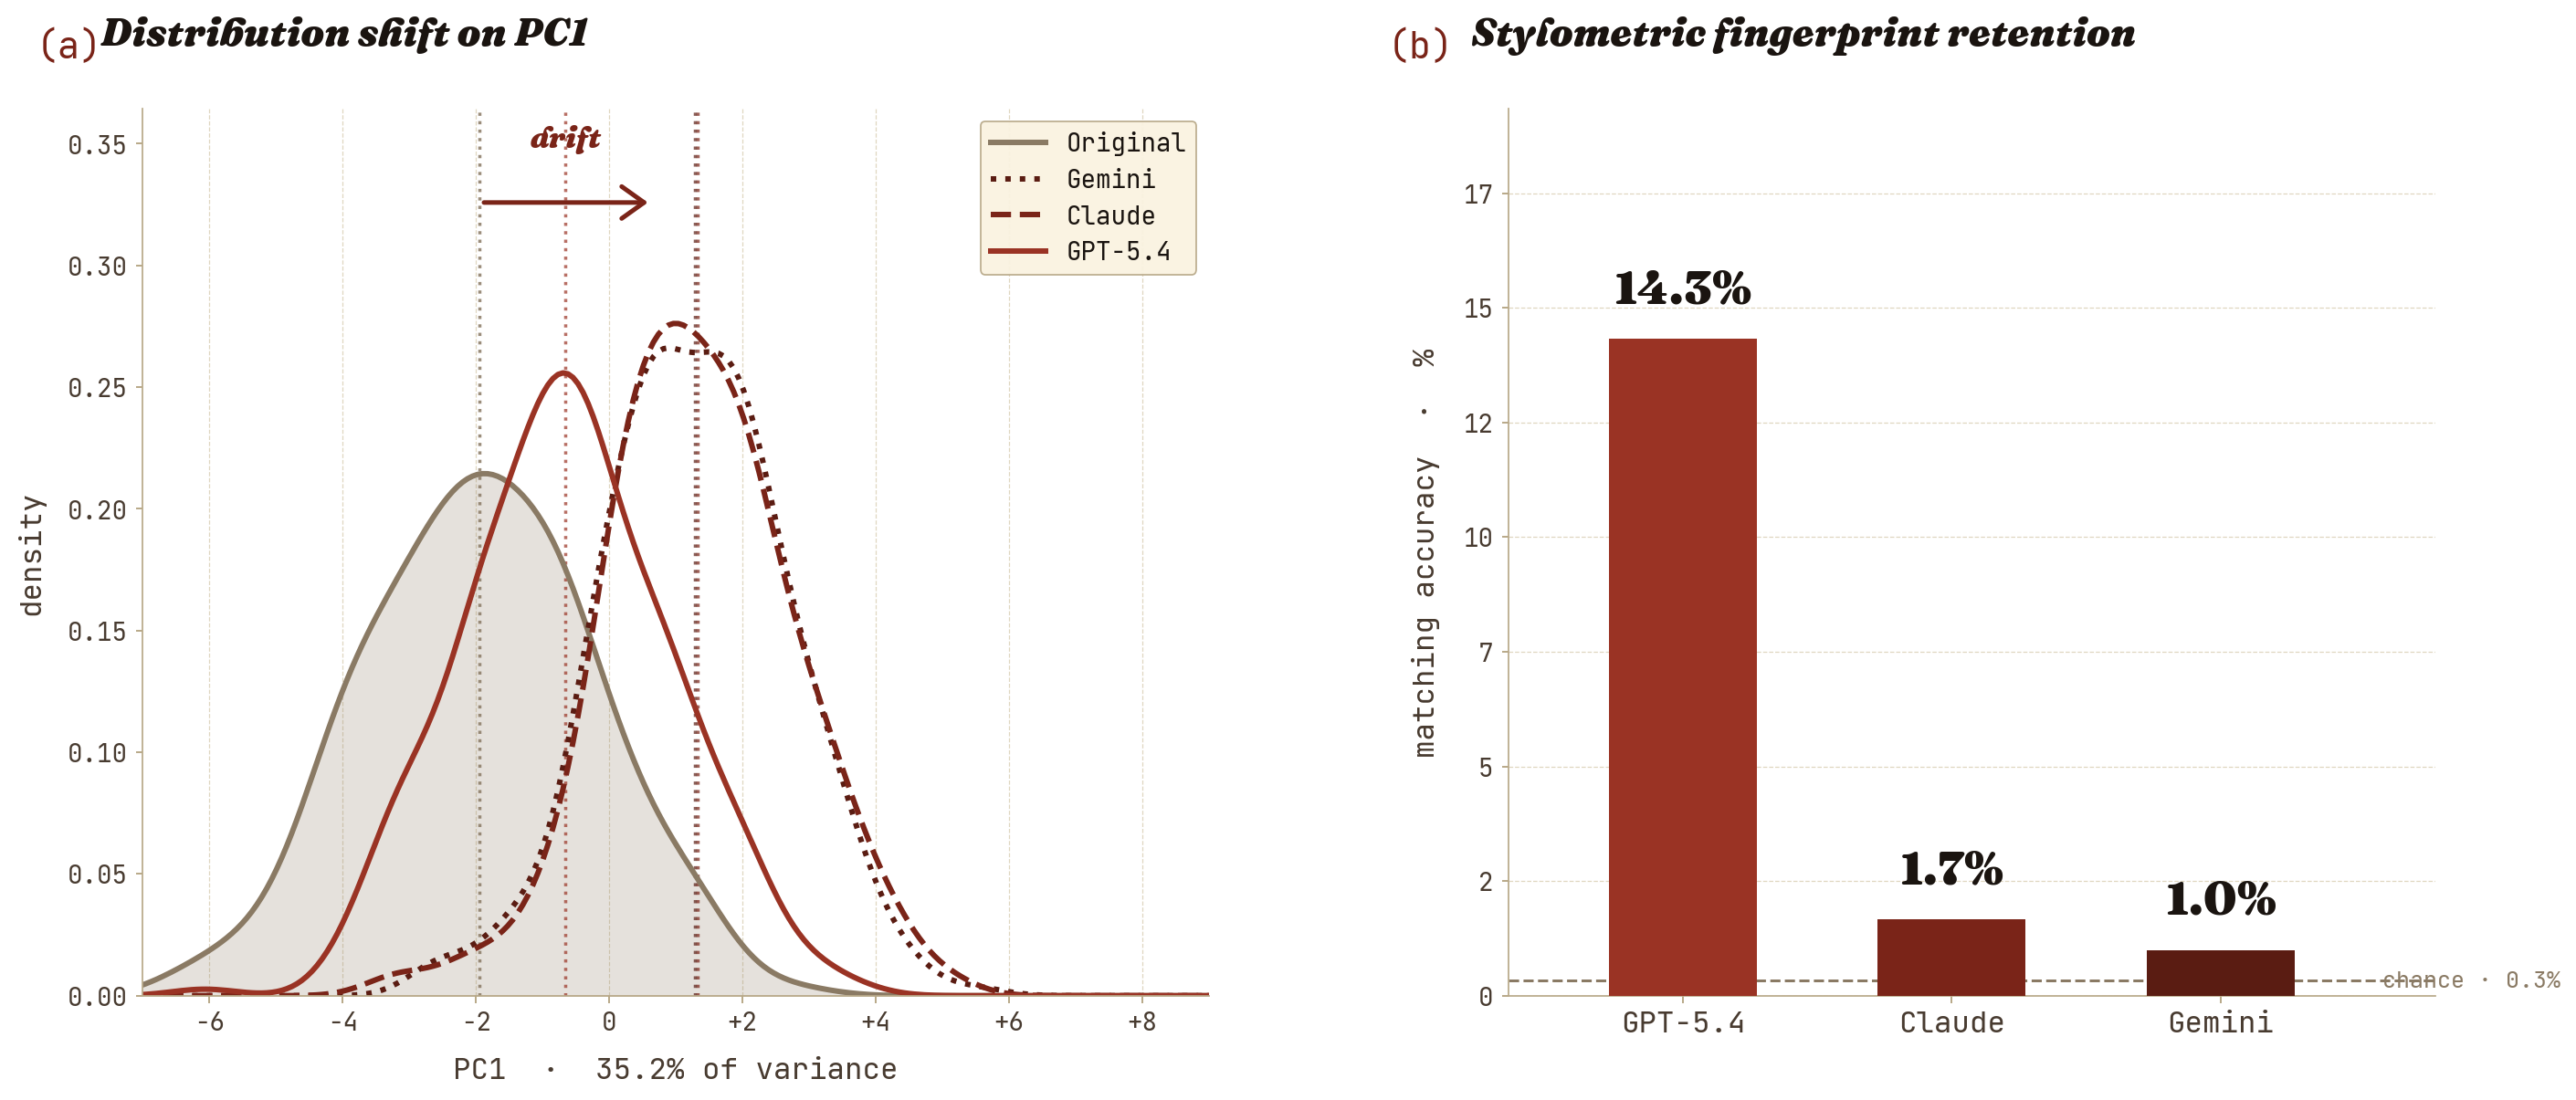 (a) Distribution shift on PC1
drift
Original
Gemini
Claude
GPT-5.4
0.35
0.30
0.25
0.20
0.15
0.10
0.05
0.00
density
-6 -4 -2 0 +2 +4 +6 +8
PC1 · 35.2% of variance
(b) Stylometric fingerprint retention
17
15
12
10
7
5
2
0
matching accuracy · %
14.3%
1.7%
1.0%
chance · 0.3%
GPT-5.4 Claude Gemini